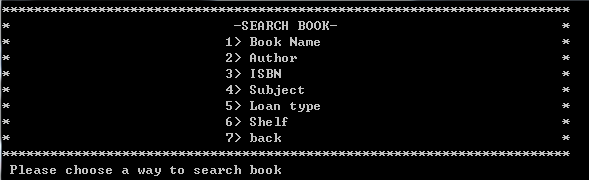 ***********************************************************************
* -SEARCH BOOK- *
* 1> Book Name *
* 2> Author *
* 3> ISBN *
* 4> Subject *
* 5> Loan type *
* 6> Shelf *
* 7> back *
***********************************************************************
Please choose a way to search book